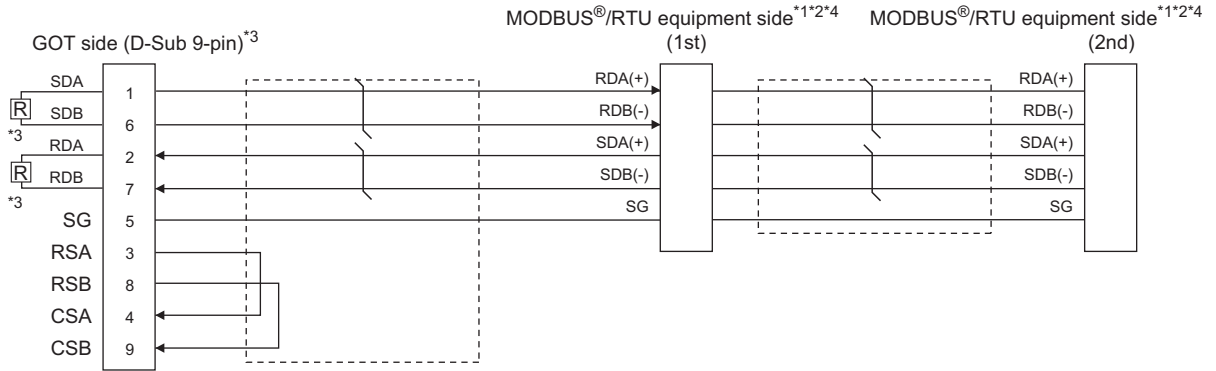 MODBUS®/RTU equipment side*1*2*4
(1st)
MODBUS®/RTU equipment side*1*2*4
(2nd)
GOT side (D-Sub 9-pin)*3
SDA 1 RDA(+) RDA(+)
R
SDB 6 RDB(-) RDB(-)
*3
RDA 2 SDA(+) SDA(+)
R
RDB 7 SDB(-) SDB(-)
*3
SG 5 SG SG
RSA 3
RSB 8
CSA 4
CSB 9